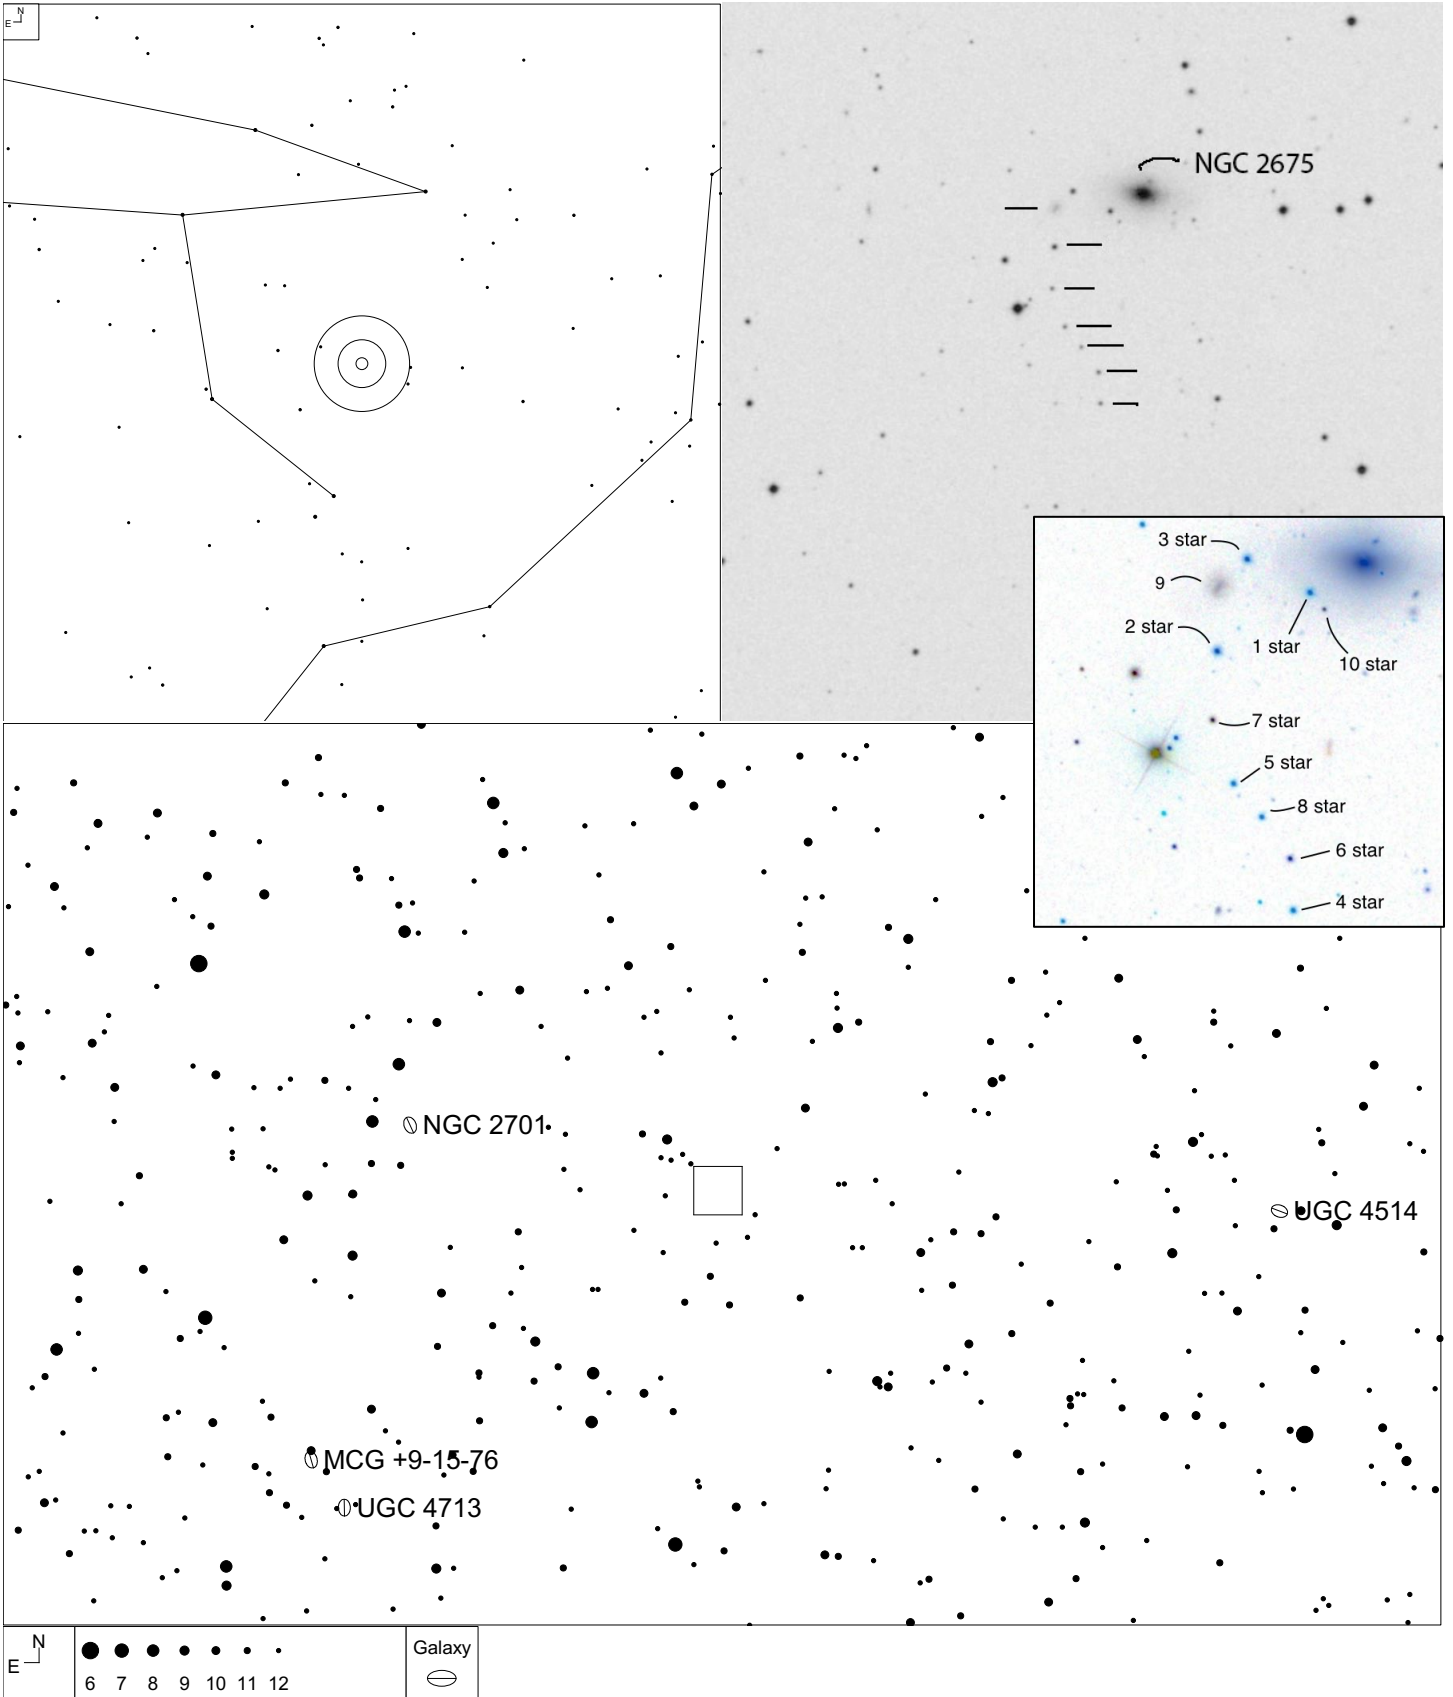 N
E
NGC 2675
3 star
9
2 star
1 star
10 star
7 star
5 star
8 star
6 star
4 star
NGC 2701
UGC 4514
MCG +9-15-76
UGC 4713
N
E
6 7 8 9 10 11 12
Galaxy